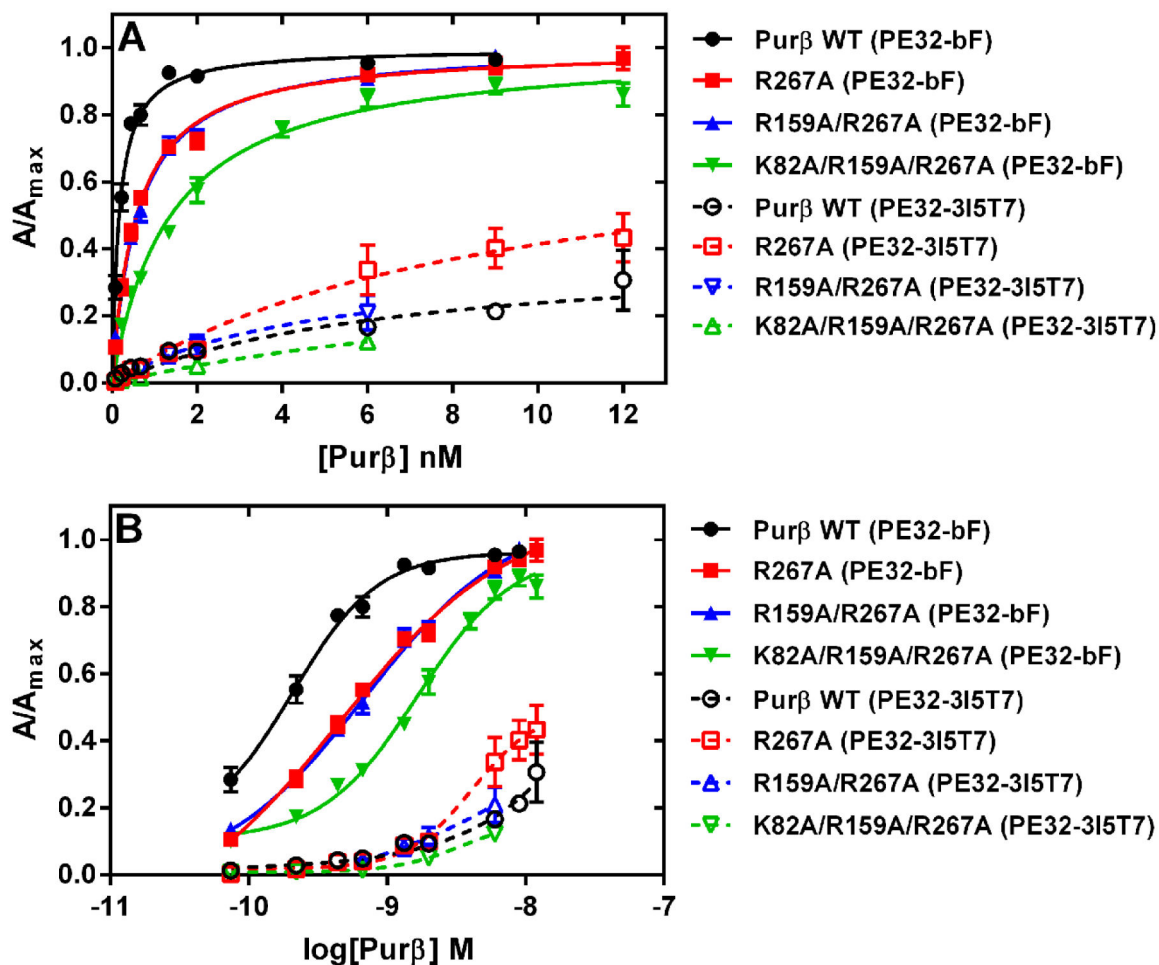 A
A/Amax
1.0
0.8
0.6
0.4
0.2
0.0
0 2 4 6 8 10 12
[Purβ] nM
Purβ WT (PE32-bF)
R267A (PE32-bF)
R159A/R267A (PE32-bF)
K82A/R159A/R267A (PE32-bF)
Purβ WT (PE32-3I5T7)
R267A (PE32-3I5T7)
R159A/R267A (PE32-3I5T7)
K82A/R159A/R267A (PE32-3I5T7)
B
A/Amax
1.0
0.8
0.6
0.4
0.2
0.0
-11 -10 -9 -8 -7
log[Purβ] M
Purβ WT (PE32-bF)
R267A (PE32-bF)
R159A/R267A (PE32-bF)
K82A/R159A/R267A (PE32-bF)
Purβ WT (PE32-3I5T7)
R267A (PE32-3I5T7)
R159A/R267A (PE32-3I5T7)
K82A/R159A/R267A (PE32-3I5T7)